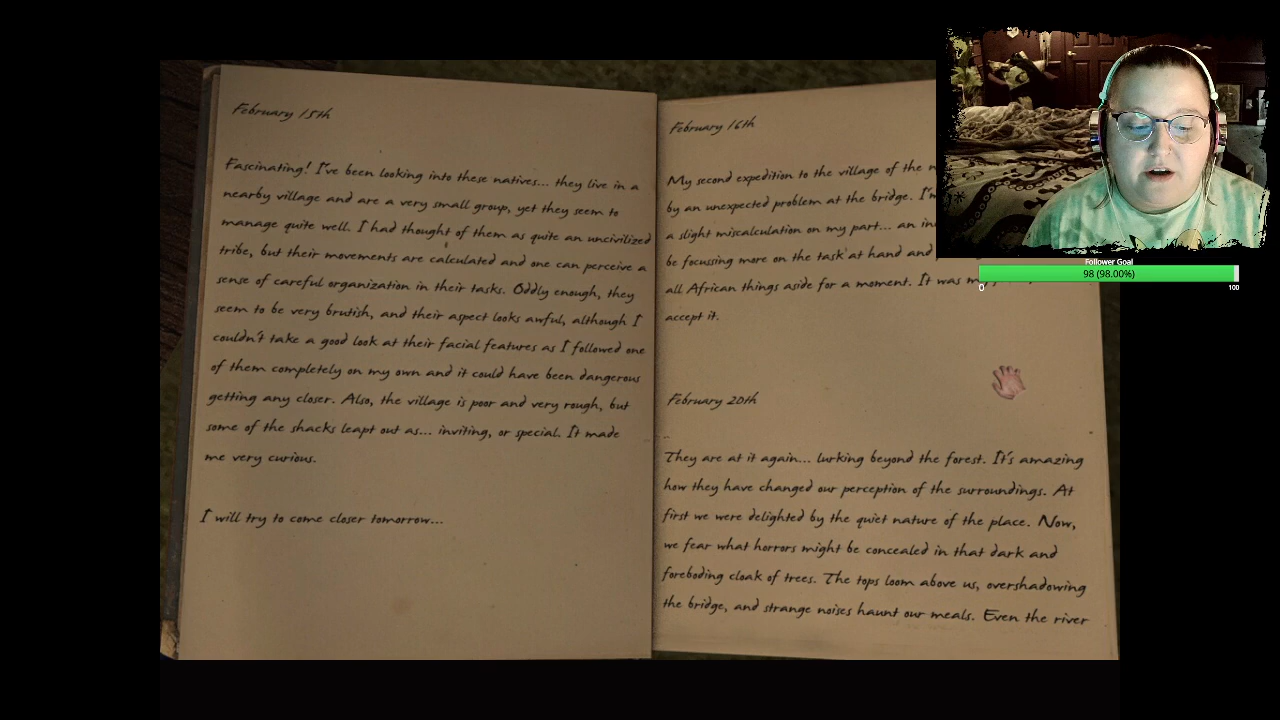 February 15th
Fascinating! I've been looking into these natives... they live in a
nearby village and are a very small group, yet they seem to
manage quite well. I had thought of them as quite an uncivilized
tribe, but their movements are calculated and one can perceive a
sense of careful organization in their tasks. Oddly enough, they
seem to be very brutish, and their aspect looks awful, although I
couldn't take a good look at their facial features as I followed one
of them completely on my own and it could have been dangerous
getting any closer. Also, the village is poor and very rough, but
some of the shacks leapt out as... inviting, or special. It made
me very curious.
I will try to come closer tomorrow...
February 16th
My second expedition to the village of the
by an unexpected problem at the bridge.
a slight miscalculation on my part... an
be focussing more on the task at hand and
all African things aside for a moment. It was
accept it.
February 20th
They are at it again... lurking beyond the forest. It's amazing
how they have changed our perception of the surroundings. At
first we were delighted by the quiet nature of the place. Now,
we fear what horrors might be concealed in that dark and
foreboding cloak of trees. The tops loom above us, overshadowing
the bridge, and strange noises haunt our meals. Even the river
Follower Goal
98 (98.00%)
0
100